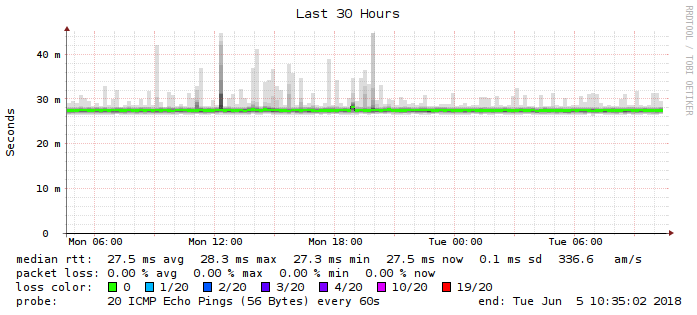 Last 30 Hours
RRDTOOL / TOBI OETIKER
Seconds
40 m
30 m
20 m
10 m
0
Mon 06:00 Mon 12:00 Mon 18:00 Tue 00:00 Tue 06:00
median rtt: 27.5 ms avg 28.3 ms max 27.3 ms min 27.5 ms now 0.1 ms sd 336.6 am/s
packet loss: 0.00 % avg 0.00 % max 0.00 % min 0.00 % now
loss color: 0 1/20 2/20 3/20 4/20 10/20 19/20
probe: 20 ICMP Echo Pings (56 Bytes) every 60s end: Tue Jun 5 10:35:02 2018